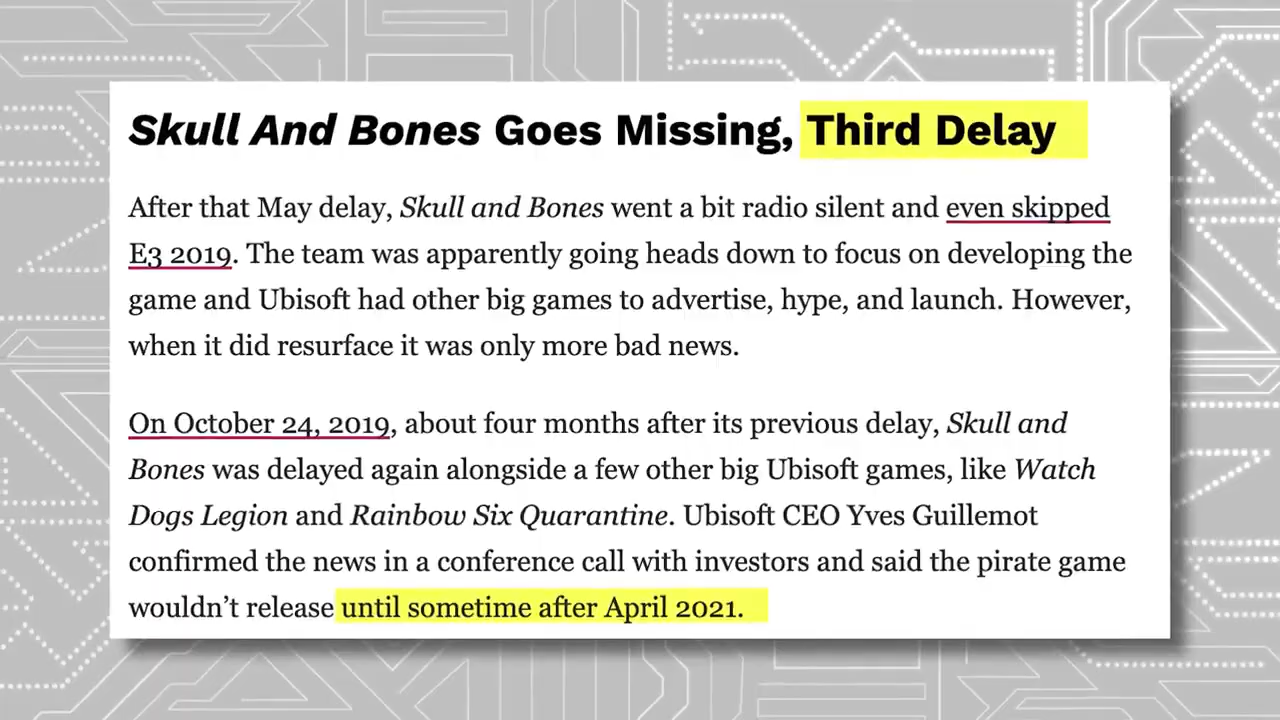 Skull And Bones Goes Missing, Third Delay
After that May delay, Skull and Bones went a bit radio silent and even skipped
E3 2019. The team was apparently going heads down to focus on developing the
game and Ubisoft had other big games to advertise, hype, and launch. However,
when it did resurface it was only more bad news.
On October 24, 2019, about four months after its previous delay, Skull and
Bones was delayed again alongside a few other big Ubisoft games, like Watch
Dogs Legion and Rainbow Six Quarantine. Ubisoft CEO Yves Guillemot
confirmed the news in a conference call with investors and said the pirate game
wouldn’t release until sometime after April 2021.